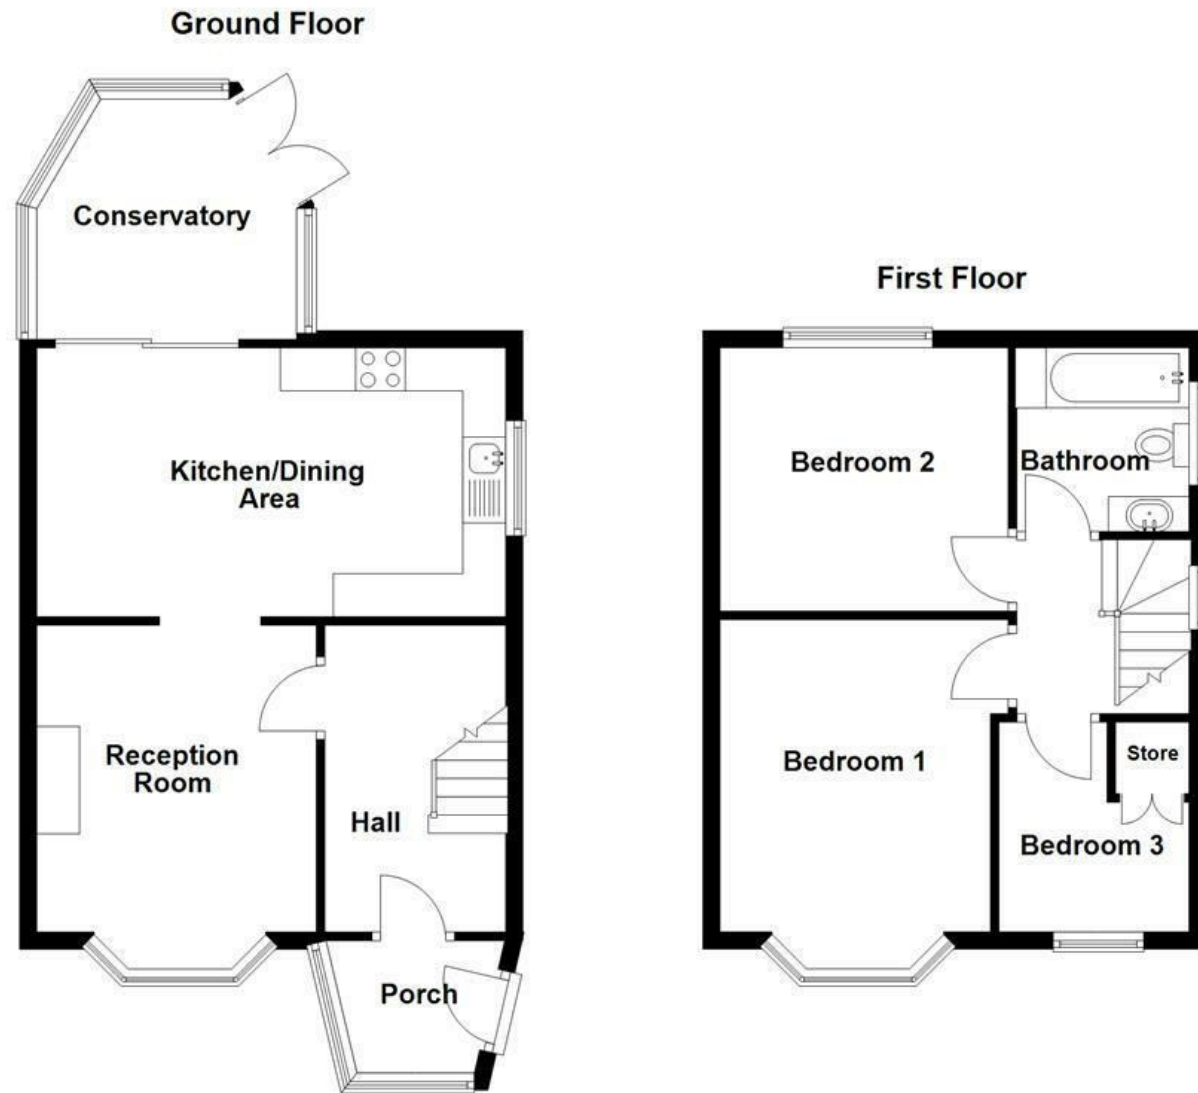 Ground Floor
Conservatory
Kitchen/Dining
Area
Reception
Room
Hall
Porch
First Floor
Bedroom 2
Bathroom
Bedroom 1
Store
Bedroom 3